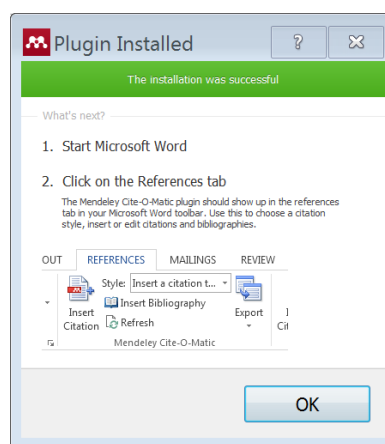 Plugin Installed
The installation was successful
What's next?
1. Start Microsoft Word
2. Click on the References tab
The Mendeley Cite-O-Matic plugin should show up in the references
tab in your Microsoft Word toolbar. Use this to choose a citation
style, insert or edit citations and bibliographies.
OUT REFERENCES MAILINGS REVIEW
Style: Insert a citation t...
Insert Bibliography
Refresh
Insert
Citation
Export
Mendeley Cite-O-Matic
OK